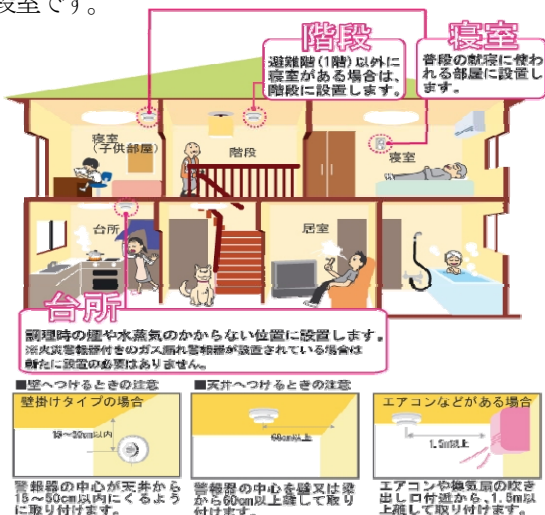 段室です。
階段
避難階(1階)以外に
寝室がある場合は、
階段に設置します。
寝室
普段の就寝に使わ
れる部屋に設置し
ます。
寝室
(子供部屋)
階段
寝室
台所
居室
台所
調理時の煙や水蒸気のかからない位置に設置します。
※火災警報器付きのガス漏れ警報器が設置されている場合は
新たに設置の必要はありません。
■壁へつけるときの注意
壁掛けタイプの場合
15〜50cm以内
警報器の中心が天井から
15〜50cm以内にくるよう
に取り付けます。
■天井へつけるときの注意
60cm以上
警報器の中心を壁又は梁
から60cm以上離して取り
付けます。
エアコンなどがある場合
1.5m以上
エアコンや換気扇の吹き
出し口付近から、1.5m以
上離して取り付けます。